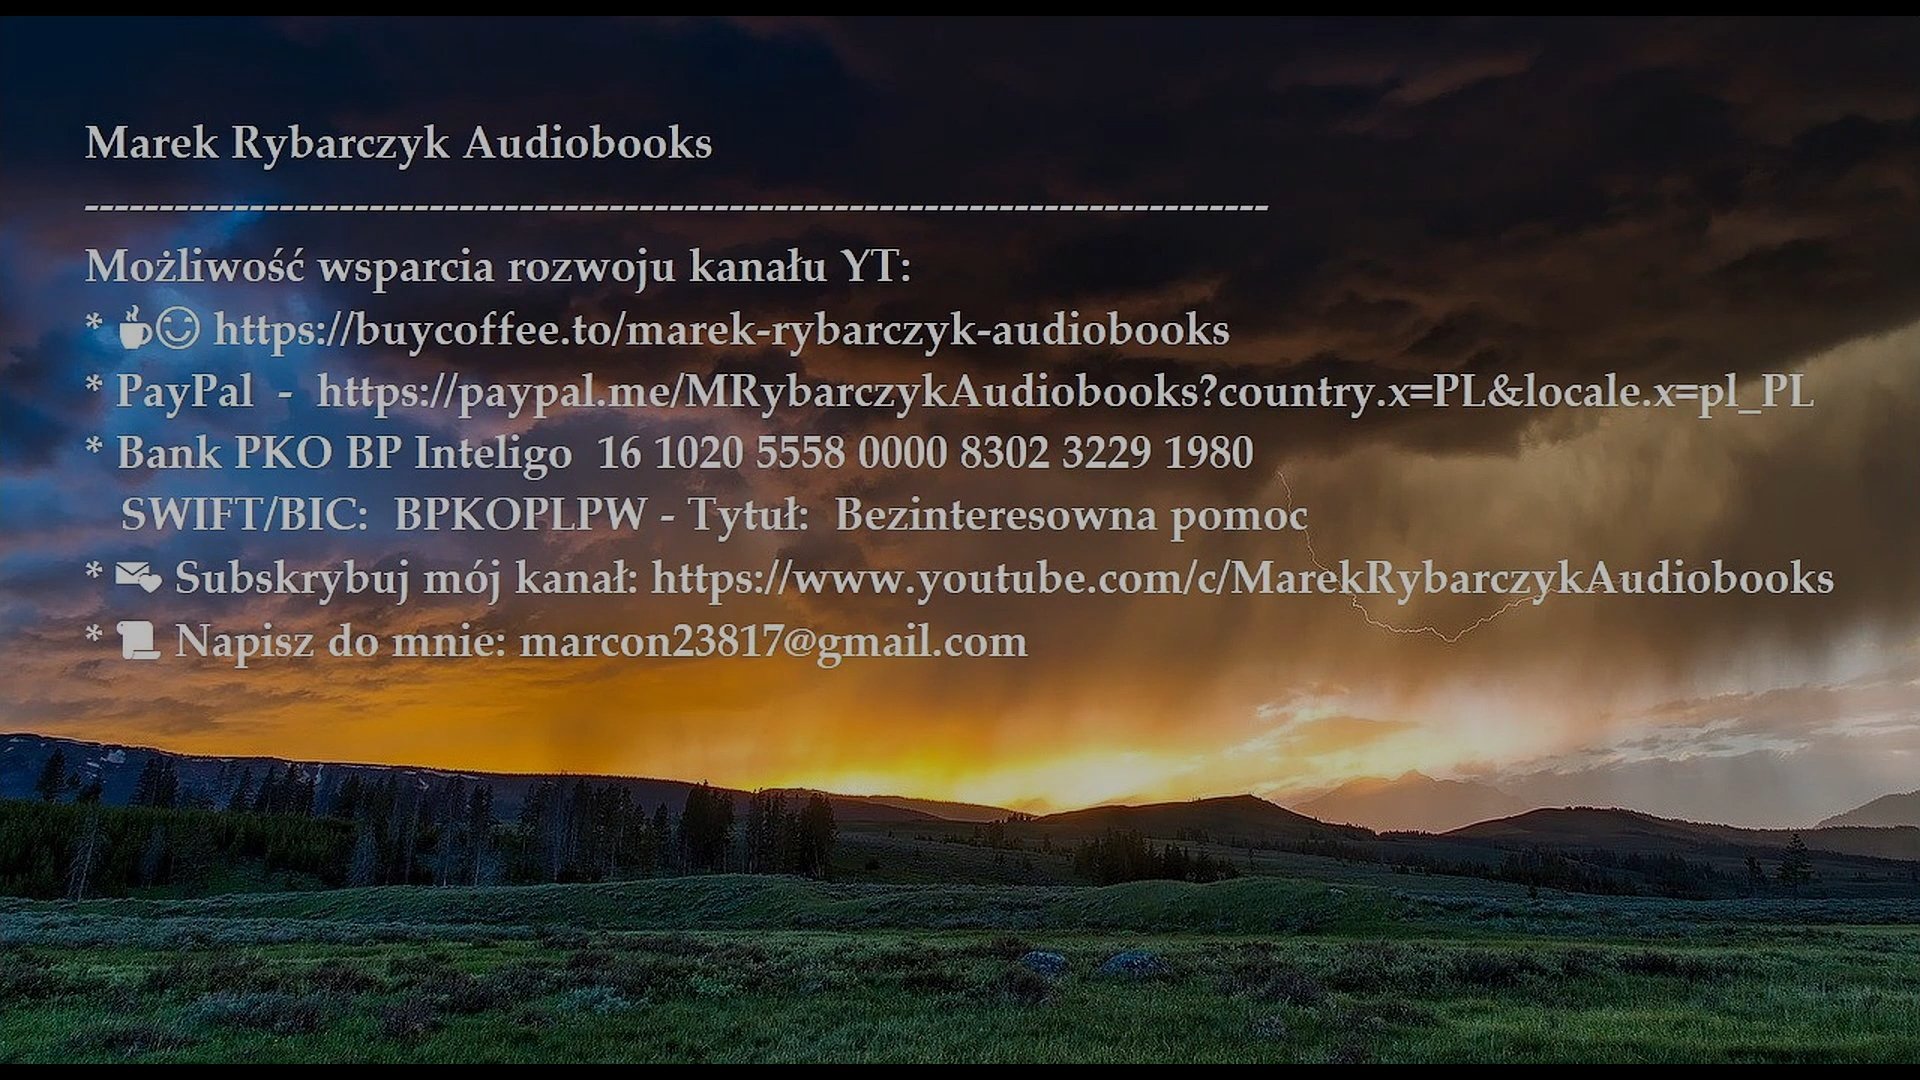 Marek Rybarczyk Audiobooks
--------------------------------------------------------------------------------
Możliwość wsparcia rozwoju kanału YT:
* ☕😊 https://buycoffee.to/marek-rybarczyk-audiobooks
* PayPal - https://paypal.me/MRybarczykAudiobooks?country.x=PL&locale.x=pl_PL
* Bank PKO BP Inteligo 16 1020 5558 0000 8302 3229 1980
SWIFT/BIC: BPKOPLPW - Tytuł: Bezinteresowna pomoc
* Subskrybuj mój kanał: https://www.youtube.com/c/MarekRybarczykAudiobooks
* Napisz do mnie: marcon23817@gmail.com